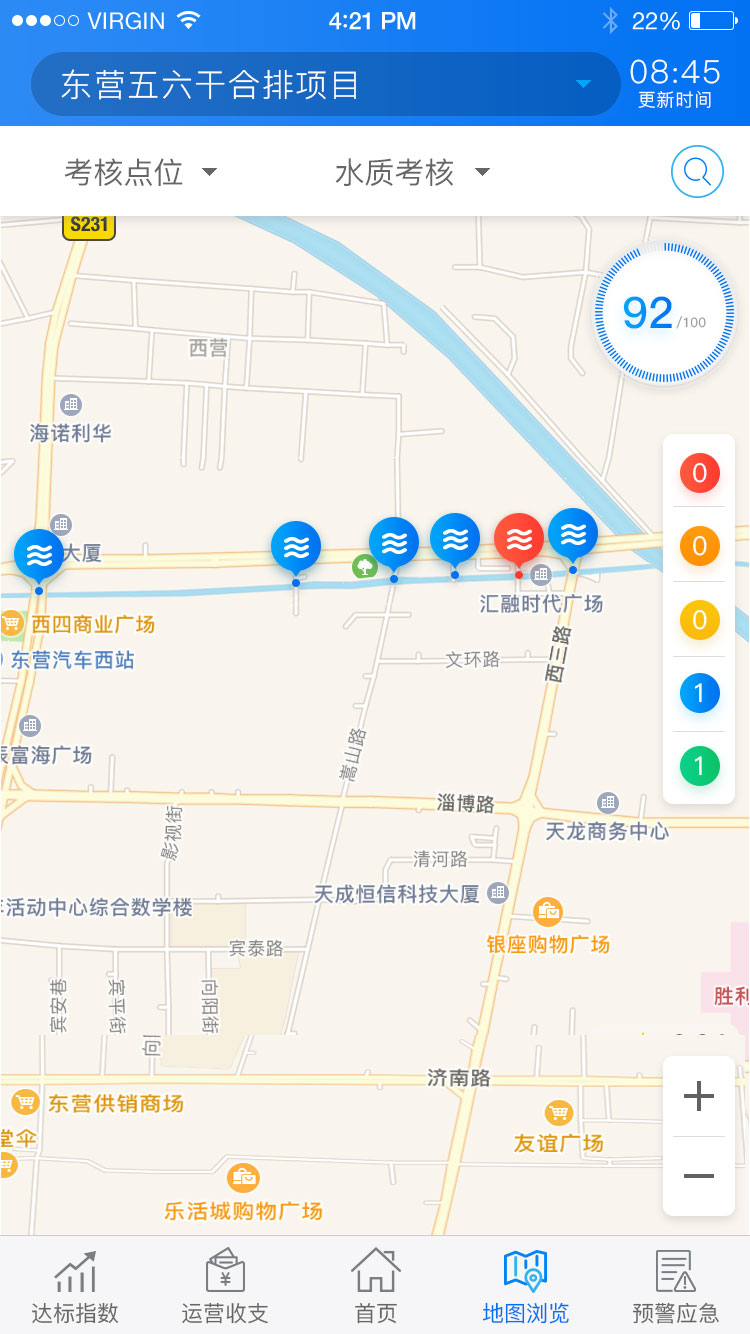 VIRGIN 4:21 PM 22%
东营五六干合排项目
08:45
更新时间
考核点位 水质考核
S231
92/100
西营
海诺利华
0
0
大厦
汇融时代广场
0
西四商业广场
东营汽车西站
文环路
西三路
1
富海广场
嵩山路
1
淄博路
影视街
天龙商务中心
清河路
天成恒信科技大厦
活动中心综合数学楼
银座购物广场
宾泰路
宾安巷
宾平街
向阳街
胜利
向
济南路
+
东营供销商场
堂伞
友谊广场
—
乐活城购物广场
达标指数 运营收支 首页 地图浏览 预警应急
¥